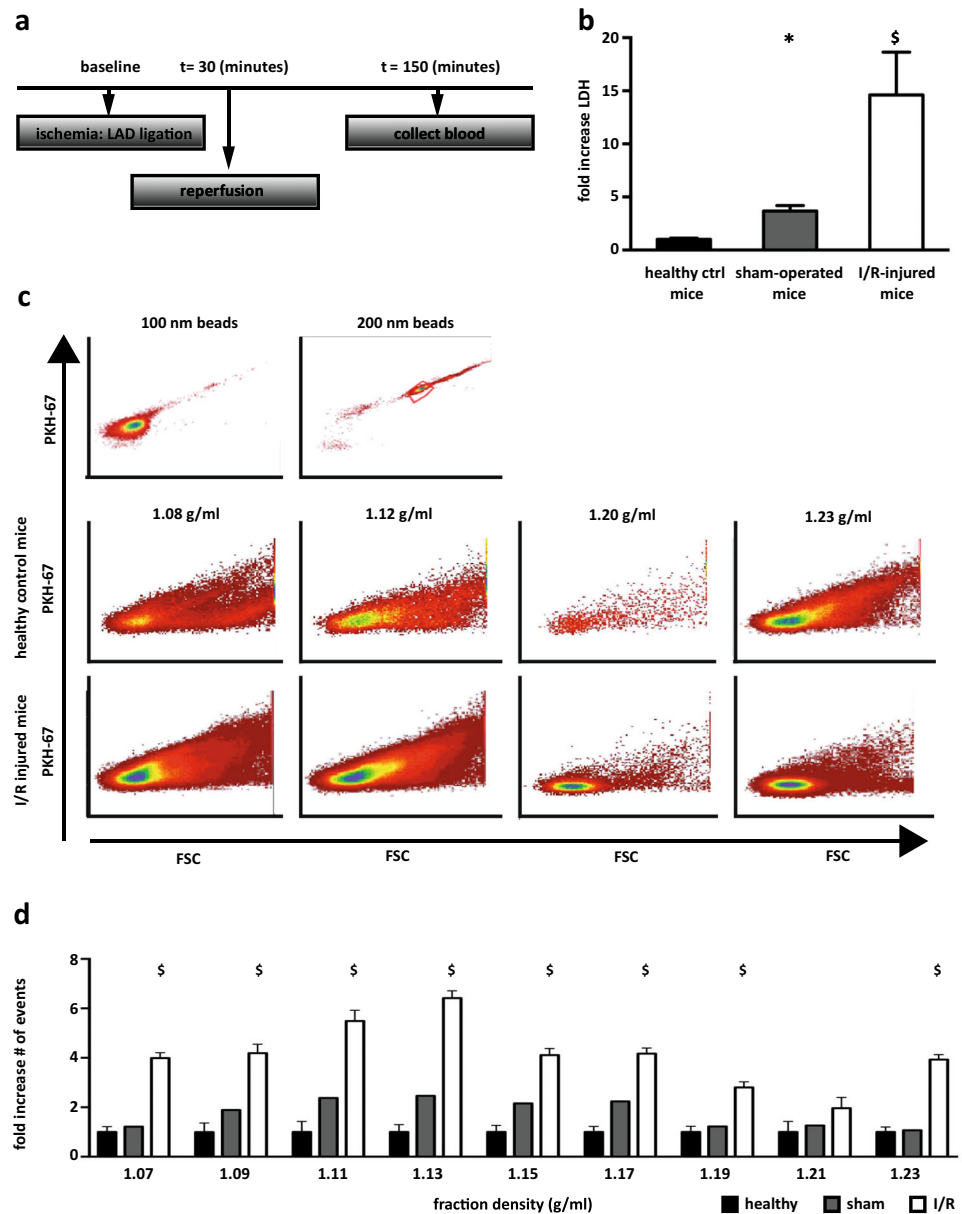 a
baseline
t= 30 (minutes)
t = 150 (minutes)
ischemia: LAD ligation
collect blood
reperfusion
b
fold increase LDH
20
15
10
5
0
*
$
healthy ctrl mice
sham-operated mice
I/R-injured mice
c
100 nm beads
200 nm beads
PKH-67
1.08 g/ml
1.12 g/ml
1.20 g/ml
1.23 g/ml
healthy control mice
PKH-67
I/R injured mice
PKH-67
FSC
FSC
FSC
FSC
d
fold increase # of events
8
6
4
2
0
$
$
$
$
$
$
$
$
1.07
1.09
1.11
1.13
1.15
1.17
1.19
1.21
1.23
fraction density (g/ml)
healthy
sham
I/R